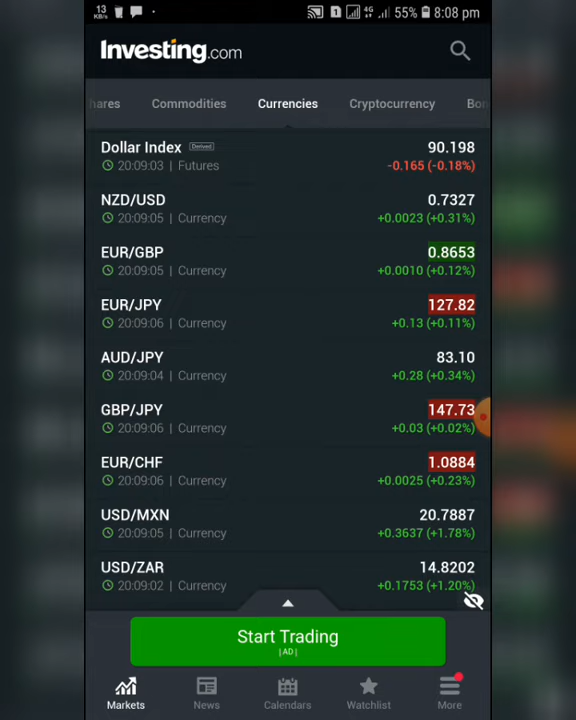 13 KB/s 1 4G 55% 8:08 pm
Investing.com
hares Commodities Currencies Cryptocurrency Bon
Dollar Index Derived 90.198
20:09:03 | Futures -0.165 (-0.18%)
NZD/USD 0.7327
20:09:05 | Currency +0.0023 (+0.31%)
EUR/GBP 0.8653
20:09:05 | Currency +0.0010 (+0.12%)
EUR/JPY 127.82
20:09:06 | Currency +0.13 (+0.11%)
AUD/JPY 83.10
20:09:04 | Currency +0.28 (+0.34%)
GBP/JPY 147.73
20:09:06 | Currency +0.03 (+0.02%)
EUR/CHF 1.0884
20:09:06 | Currency +0.0025 (+0.23%)
USD/MXN 20.7887
20:09:05 | Currency +0.3637 (+1.78%)
USD/ZAR 14.8202
20:09:02 | Currency +0.1753 (+1.20%)
Start Trading
|AD|
Markets News Calendars Watchlist More